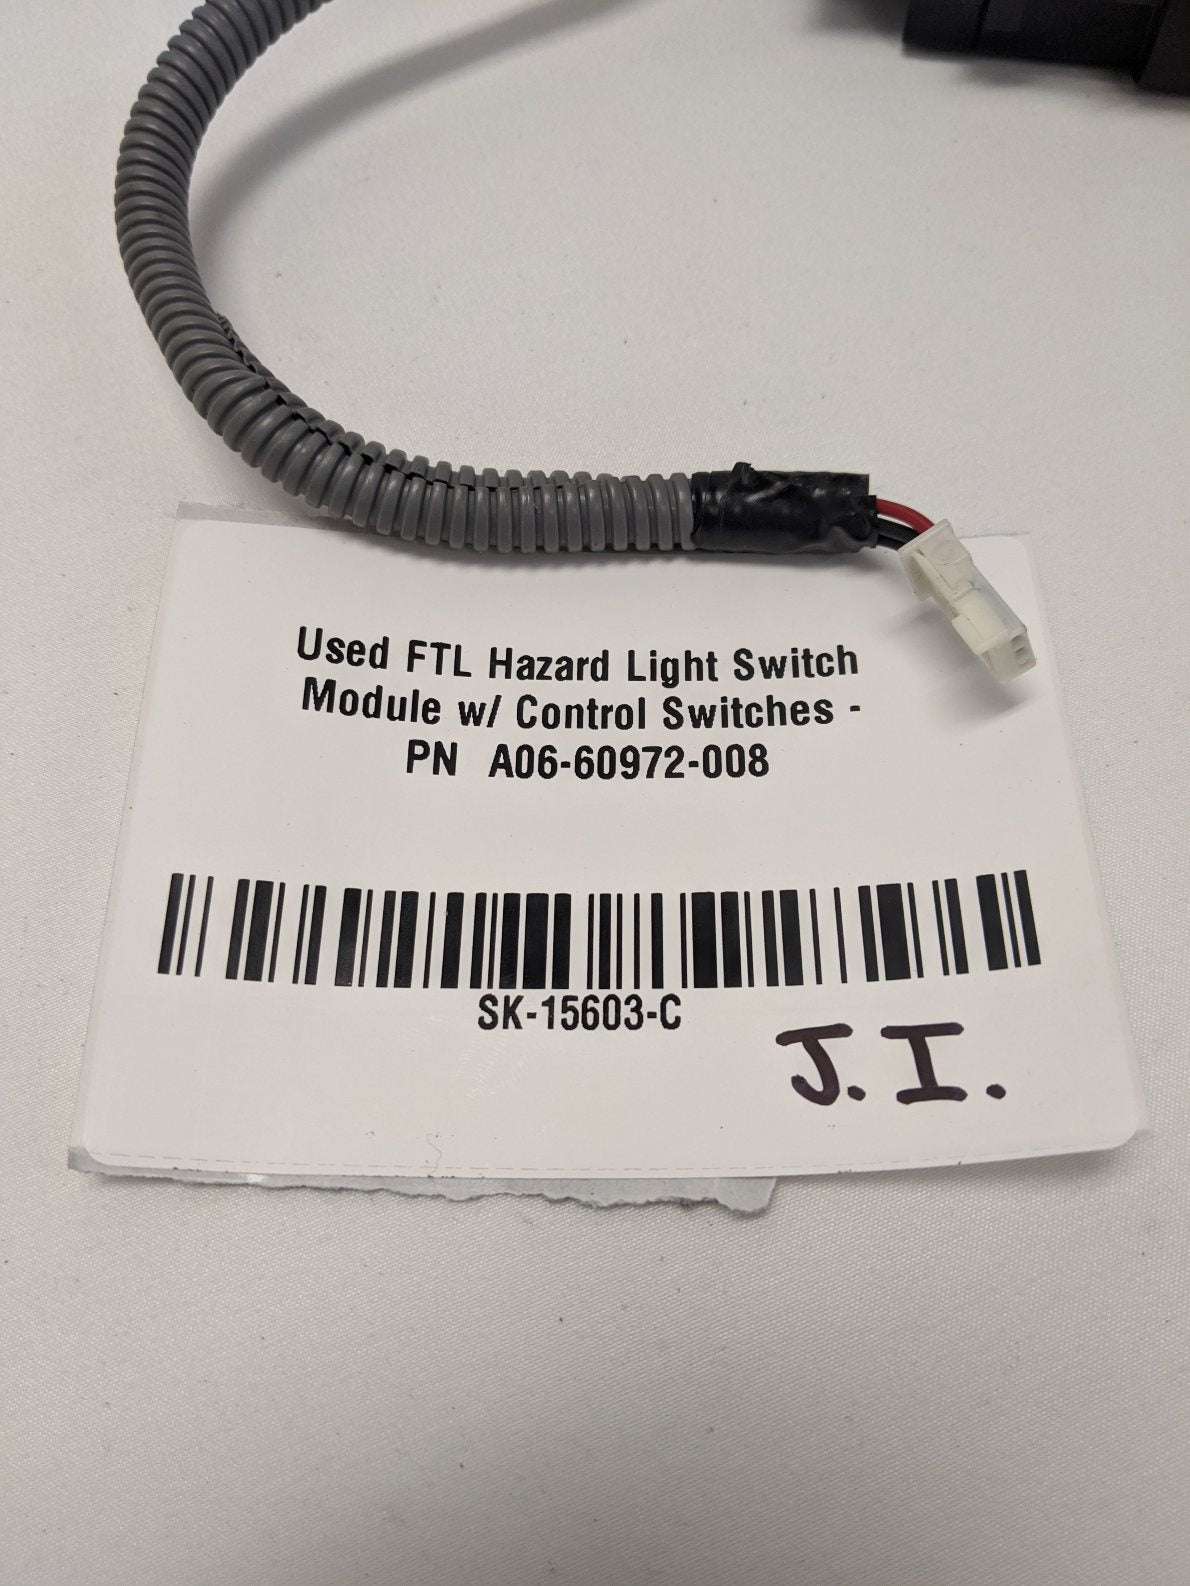 Used FTL Hazard Light Switch
Module w/ Control Switches -
PN A06-60972-008
SK-15603-C
J.I.